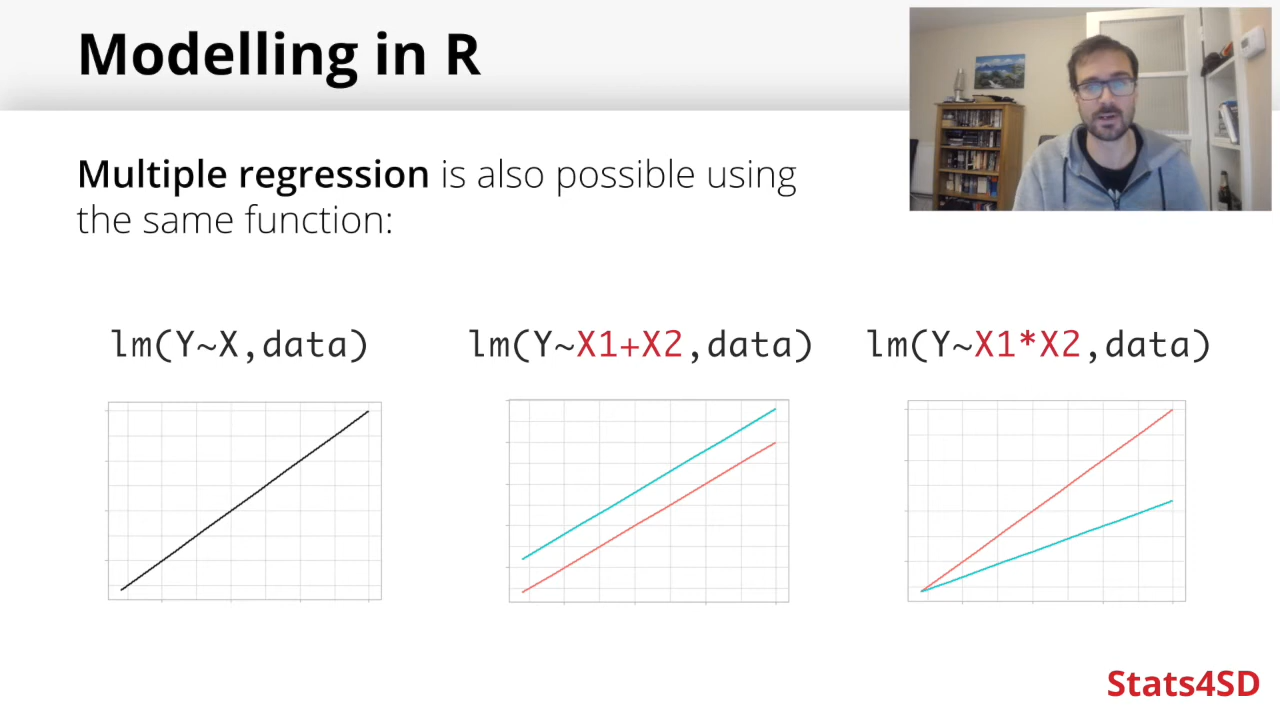 Modelling in R
Multiple regression is also possible using
the same function:
lm(Y~X,data)
lm(Y~X1+X2,data)
lm(Y~X1*X2,data)
Stats4SD